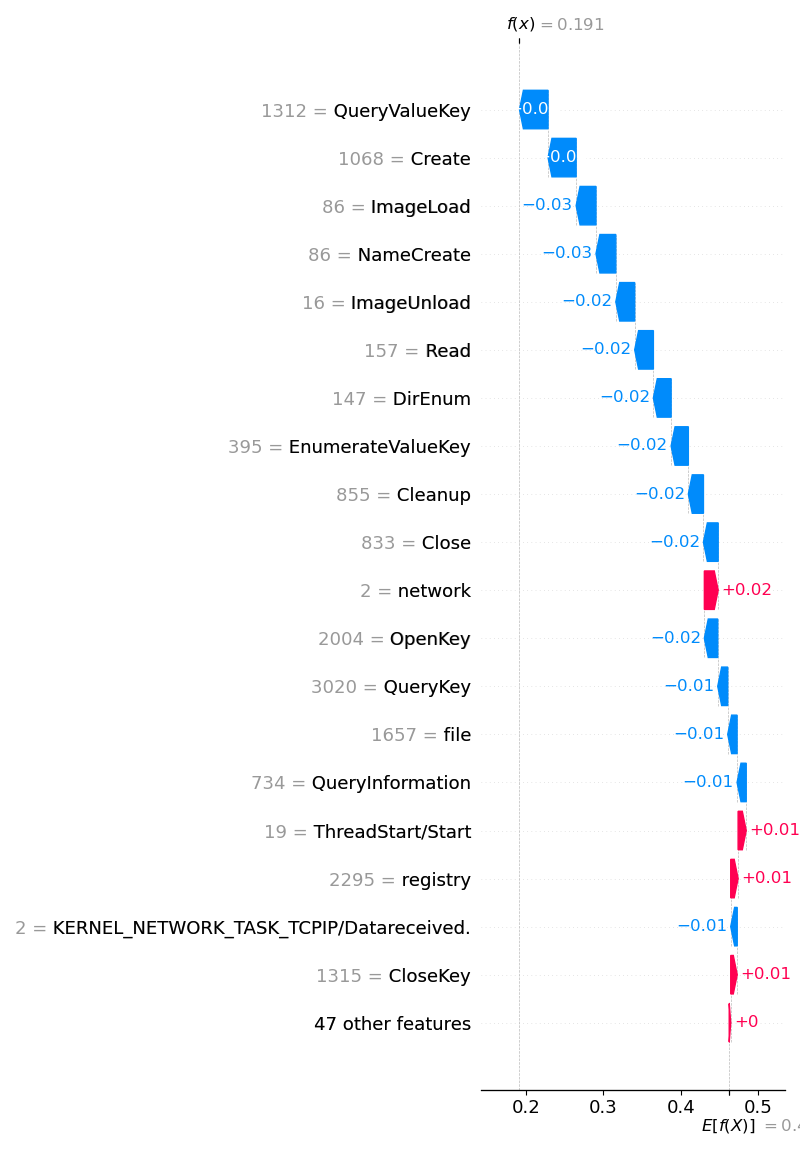 f(x) = 0.191
1312 = QueryValueKey
−0.0
1068 = Create
−0.0
86 = ImageLoad
−0.03
86 = NameCreate
−0.03
16 = ImageUnload
−0.02
157 = Read
−0.02
147 = DirEnum
−0.02
395 = EnumerateValueKey
−0.02
855 = Cleanup
−0.02
833 = Close
−0.02
2 = network
+0.02
2004 = OpenKey
−0.02
3020 = QueryKey
−0.01
1657 = file
−0.01
734 = QueryInformation
−0.01
19 = ThreadStart/Start
+0.01
2295 = registry
+0.01
2 = KERNEL_NETWORK_TASK_TCPIP/Datareceived.
−0.01
1315 = CloseKey
+0.01
47 other features
+0
0.2 0.3 0.4 0.5
E[f(X)] = 0.4